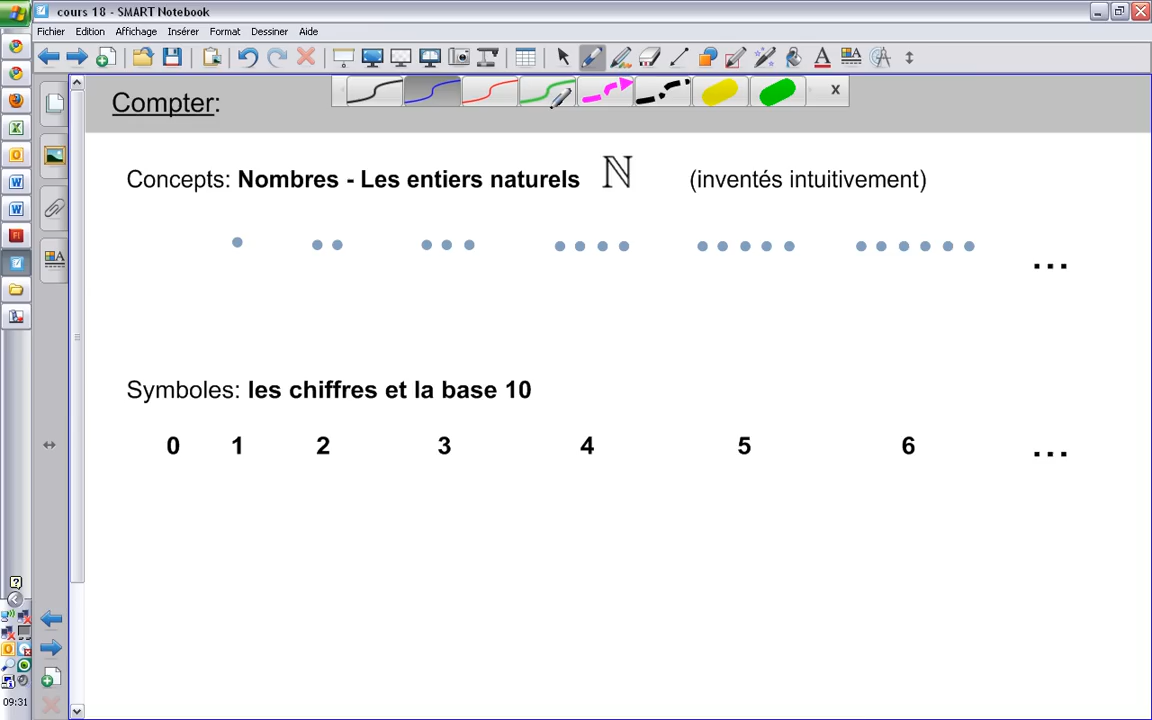 cours 18 - SMART Notebook
Fichier Edition Affichage Insérer Format Dessiner Aide
x
Compter:
Concepts: Nombres - Les entiers naturels ℕ (inventés intuitivement)
...
Symboles: les chiffres et la base 10
0 1 2 3 4 5 6 ...
09:31